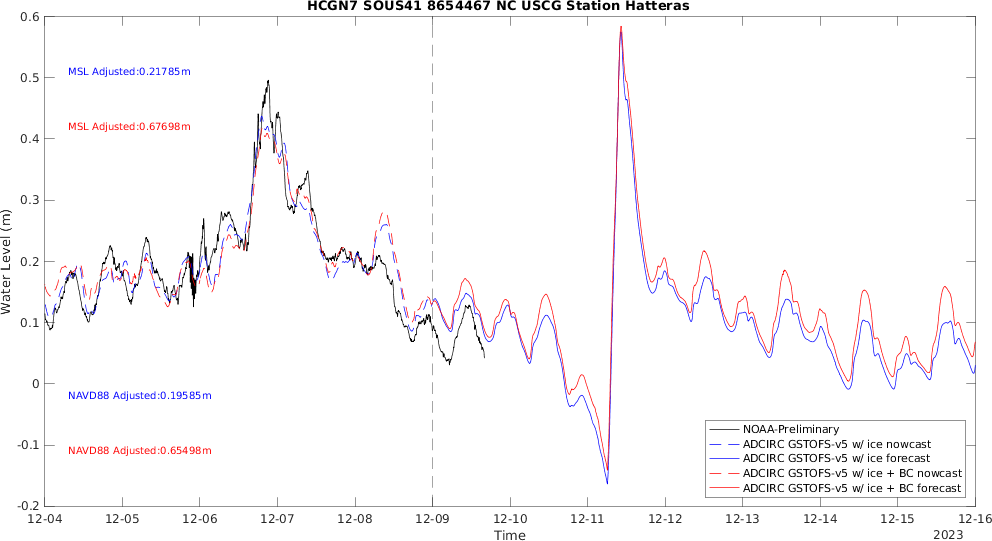 HCGN7 SOUS41 8654467 NC USCG Station Hatteras
Water Level (m)
0.6
0.5
0.4
0.3
0.2
0.1
0
-0.1
-0.2
MSL Adjusted:0.21785m
MSL Adjusted:0.67698m
NAVD88 Adjusted:0.19585m
NAVD88 Adjusted:0.65498m
NOAA-Preliminary
ADCIRC GSTOFS-v5 w/ ice nowcast
ADCIRC GSTOFS-v5 w/ ice forecast
ADCIRC GSTOFS-v5 w/ ice + BC nowcast
ADCIRC GSTOFS-v5 w/ ice + BC forecast
12-04 12-05 12-06 12-07 12-08 12-09 12-10 12-11 12-12 12-13 12-14 12-15 12-16
Time
2023